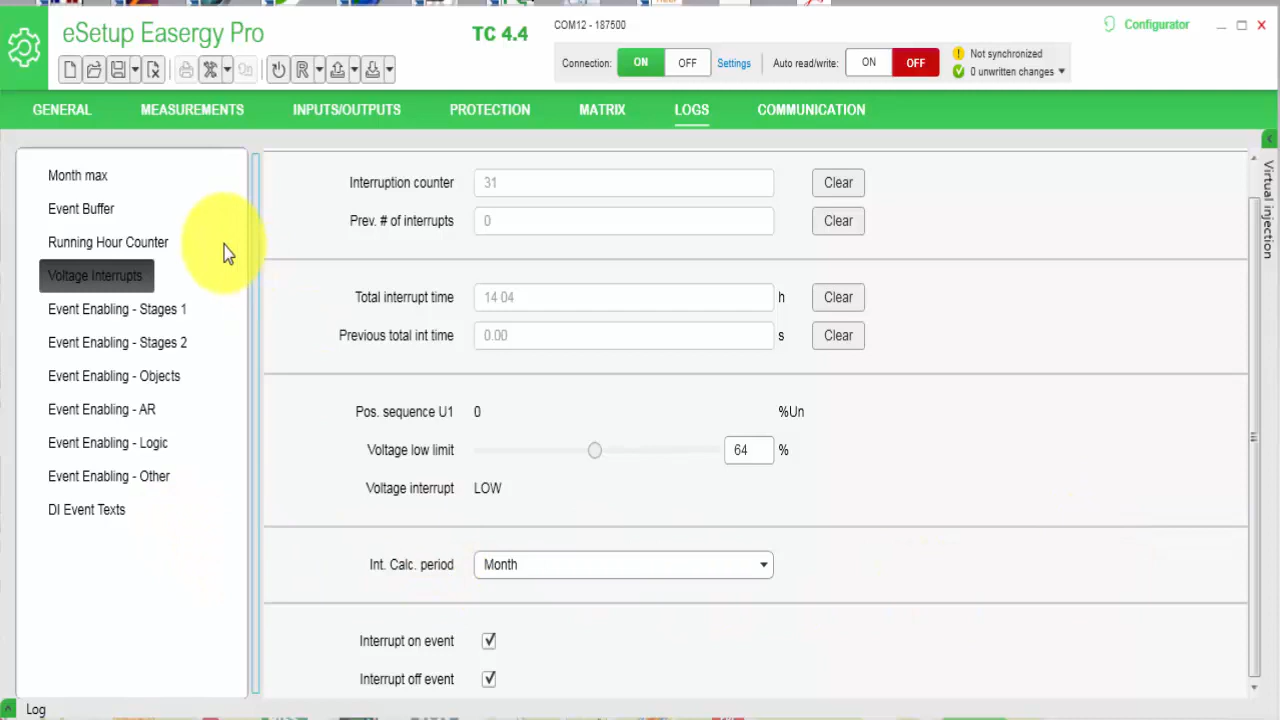 eSetup Easergy Pro
TC 4.4
COM12 - 187500
Configurator
Connection: ON OFF Settings Auto read/write: ON OFF
Not synchronized
0 unwritten changes
GENERAL MEASUREMENTS INPUTS/OUTPUTS PROTECTION MATRIX LOGS COMMUNICATION
Month max
Event Buffer
Running Hour Counter
Voltage Interrupts
Event Enabling - Stages 1
Event Enabling - Stages 2
Event Enabling - Objects
Event Enabling - AR
Event Enabling - Logic
Event Enabling - Other
DI Event Texts
Interruption counter 31 Clear
Prev. # of interrupts 0 Clear
Total interrupt time 14 04 h Clear
Previous total int time 0.00 s Clear
Pos. sequence U1 0 %Un
Voltage low limit 64 %
Voltage interrupt LOW
Int. Calc. period Month
Interrupt on event
Interrupt off event
Virtual injection
Log